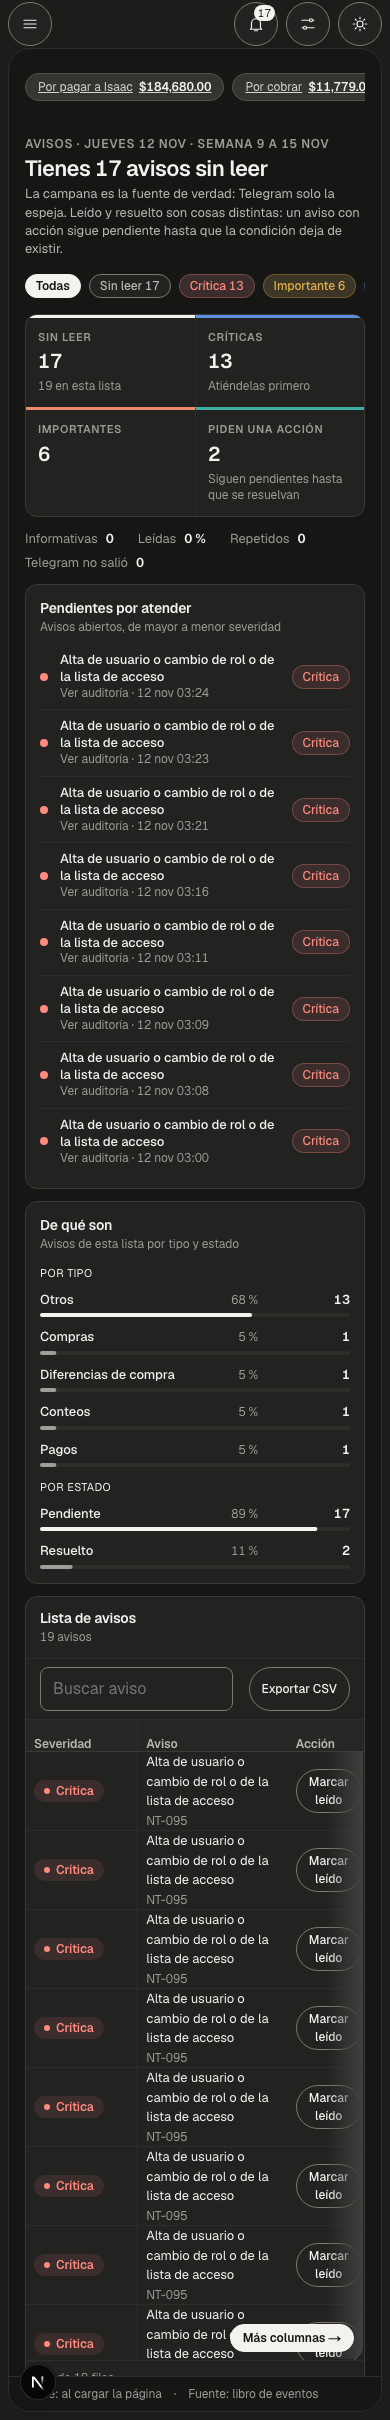 17
Por pagar a Isaac $184,680.00 Por cobrar $11,779.0
AVISOS · JUEVES 12 NOV · SEMANA 9 A 15 NOV
Tienes 17 avisos sin leer
La campana es la fuente de verdad: Telegram solo la
espeja. Leído y resuelto son cosas distintas: un aviso con
acción sigue pendiente hasta que la condición deja de
existir.
Todas Sin leer 17 Crítica 13 Importante 6
SIN LEER
17
19 en esta lista
CRÍTICAS
13
Atiéndelas primero
IMPORTANTES
6
PIDEN UNA ACCIÓN
2
Siguen pendientes hasta
que se resuelvan
Informativas 0 Leídas 0 % Repetidos 0
Telegram no salió 0
Pendientes por atender
Avisos abiertos, de mayor a menor severidad
Alta de usuario o cambio de rol o de
la lista de acceso
Ver auditoría · 12 nov 03:24
Crítica
Alta de usuario o cambio de rol o de
la lista de acceso
Ver auditoría · 12 nov 03:23
Crítica
Alta de usuario o cambio de rol o de
la lista de acceso
Ver auditoría · 12 nov 03:21
Crítica
Alta de usuario o cambio de rol o de
la lista de acceso
Ver auditoría · 12 nov 03:16
Crítica
Alta de usuario o cambio de rol o de
la lista de acceso
Ver auditoría · 12 nov 03:11
Crítica
Alta de usuario o cambio de rol o de
la lista de acceso
Ver auditoría · 12 nov 03:09
Crítica
Alta de usuario o cambio de rol o de
la lista de acceso
Ver auditoría · 12 nov 03:08
Crítica
Alta de usuario o cambio de rol o de
la lista de acceso
Ver auditoría · 12 nov 03:00
Crítica
De qué son
Avisos de esta lista por tipo y estado
POR TIPO
Otros 68 % 13
Compras 5 % 1
Diferencias de compra 5 % 1
Conteos 5 % 1
Pagos 5 % 1
POR ESTADO
Pendiente 89 % 17
Resuelto 11 % 2
Lista de avisos
19 avisos
Buscar aviso Exportar CSV
Severidad Aviso Acción
Crítica
Alta de usuario o
cambio de rol o de la
lista de acceso
NT-095
Marcar
leído
Crítica
Alta de usuario o
cambio de rol o de la
lista de acceso
NT-095
Marcar
leído
Crítica
Alta de usuario o
cambio de rol o de la
lista de acceso
NT-095
Marcar
leído
Crítica
Alta de usuario o
cambio de rol o de la
lista de acceso
NT-095
Marcar
leído
Crítica
Alta de usuario o
cambio de rol o de la
lista de acceso
NT-095
Marcar
leído
Crítica
Alta de usuario o
cambio de rol o de la
lista de acceso
NT-095
Marcar
leído
Crítica
Alta de usuario o
cambio de rol o de la
lista de acceso
NT-095
Marcar
leído
Crítica
Alta de usuario o
cambio de rol o de la
lista de acceso
leído
Más columnas →
N
al cargar la página · Fuente: libro de eventos